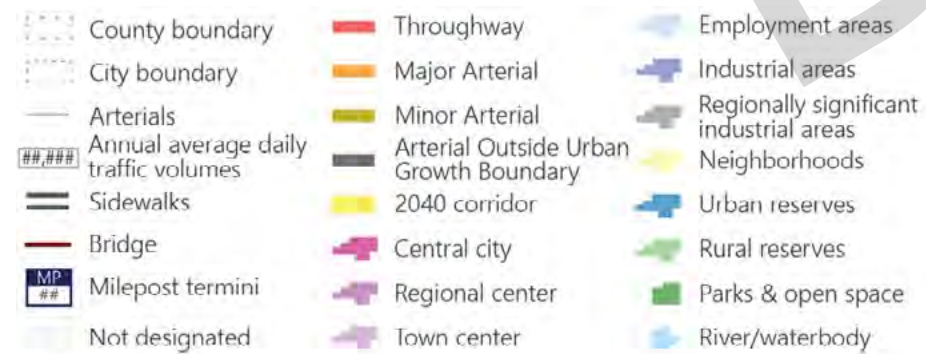 County boundary
City boundary
Arterials
##,### Annual average daily
traffic volumes
Sidewalks
Bridge
MP
##
Milepost termini
Not designated
Throughway
Major Arterial
Minor Arterial
Arterial Outside Urban
Growth Boundary
2040 corridor
Central city
Regional center
Town center
Employment areas
Industrial areas
Regionally significant
industrial areas
Neighborhoods
Urban reserves
Rural reserves
Parks & open space
River/waterbody